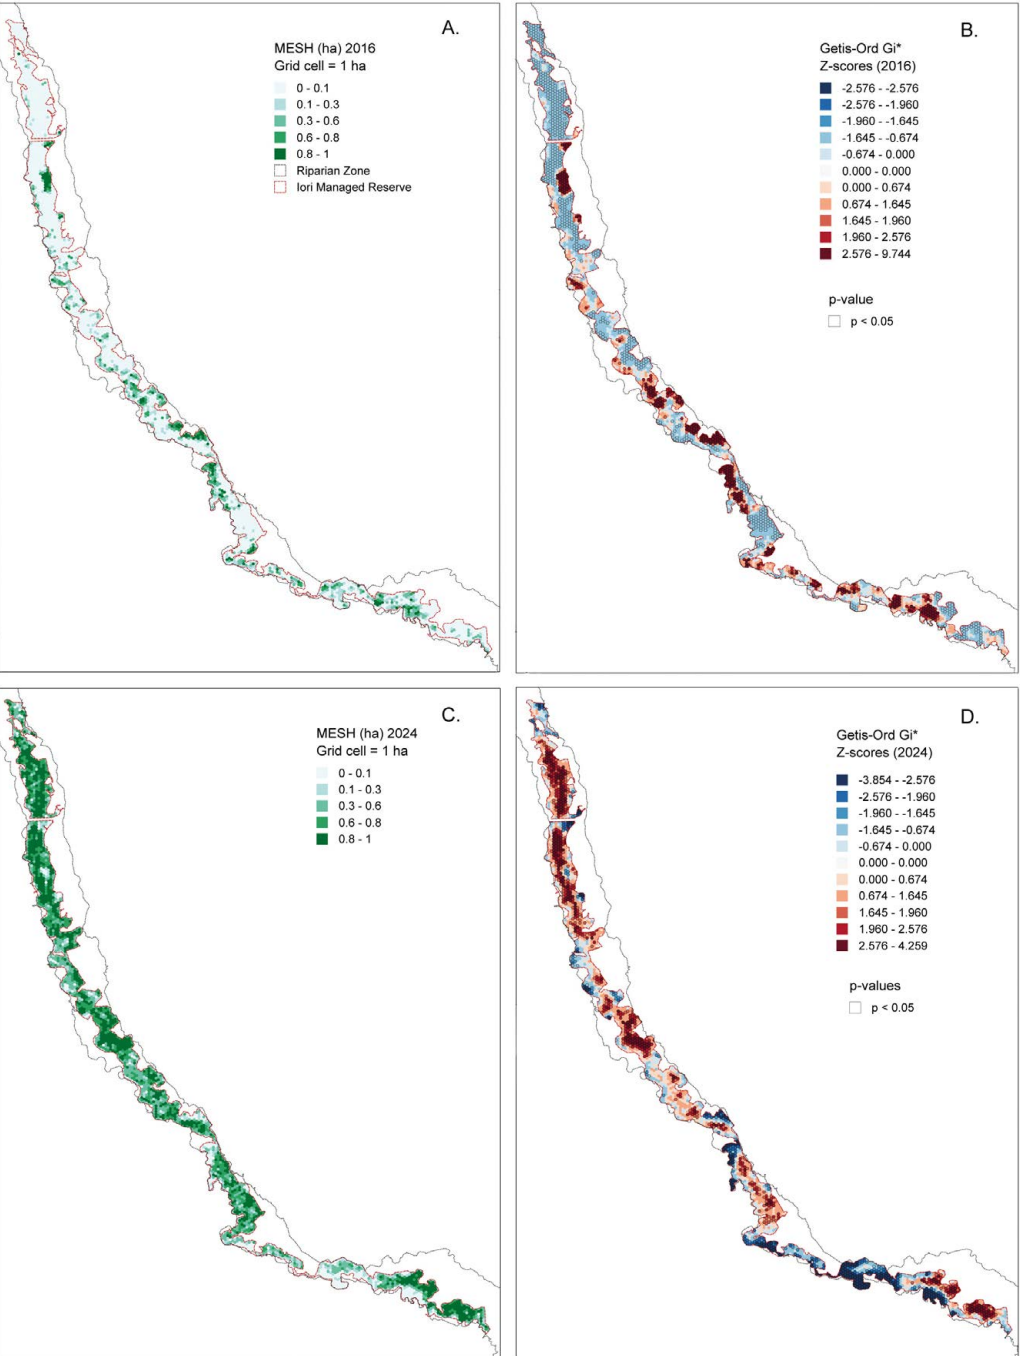 A.
MESH (ha) 2016
Grid cell = 1 ha
0 - 0.1
0.1 - 0.3
0.3 - 0.6
0.6 - 0.8
0.8 - 1
Riparian Zone
Iori Managed Reserve
B.
Getis-Ord Gi*
Z-scores (2016)
-2.576 - -2.576
-2.576 - -1.960
-1.960 - -1.645
-1.645 - -0.674
-0.674 - 0.000
0.000 - 0.000
0.000 - 0.674
0.674 - 1.645
1.645 - 1.960
1.960 - 2.576
2.576 - 9.744
p-value
p < 0.05
C.
MESH (ha) 2024
Grid cell = 1 ha
0 - 0.1
0.1 - 0.3
0.3 - 0.6
0.6 - 0.8
0.8 - 1
D.
Getis-Ord Gi*
Z-scores (2024)
-3.854 - -2.576
-2.576 - -1.960
-1.960 - -1.645
-1.645 - -0.674
-0.674 - 0.000
0.000 - 0.000
0.000 - 0.674
0.674 - 1.645
1.645 - 1.960
1.960 - 2.576
2.576 - 4.259
p-values
p < 0.05